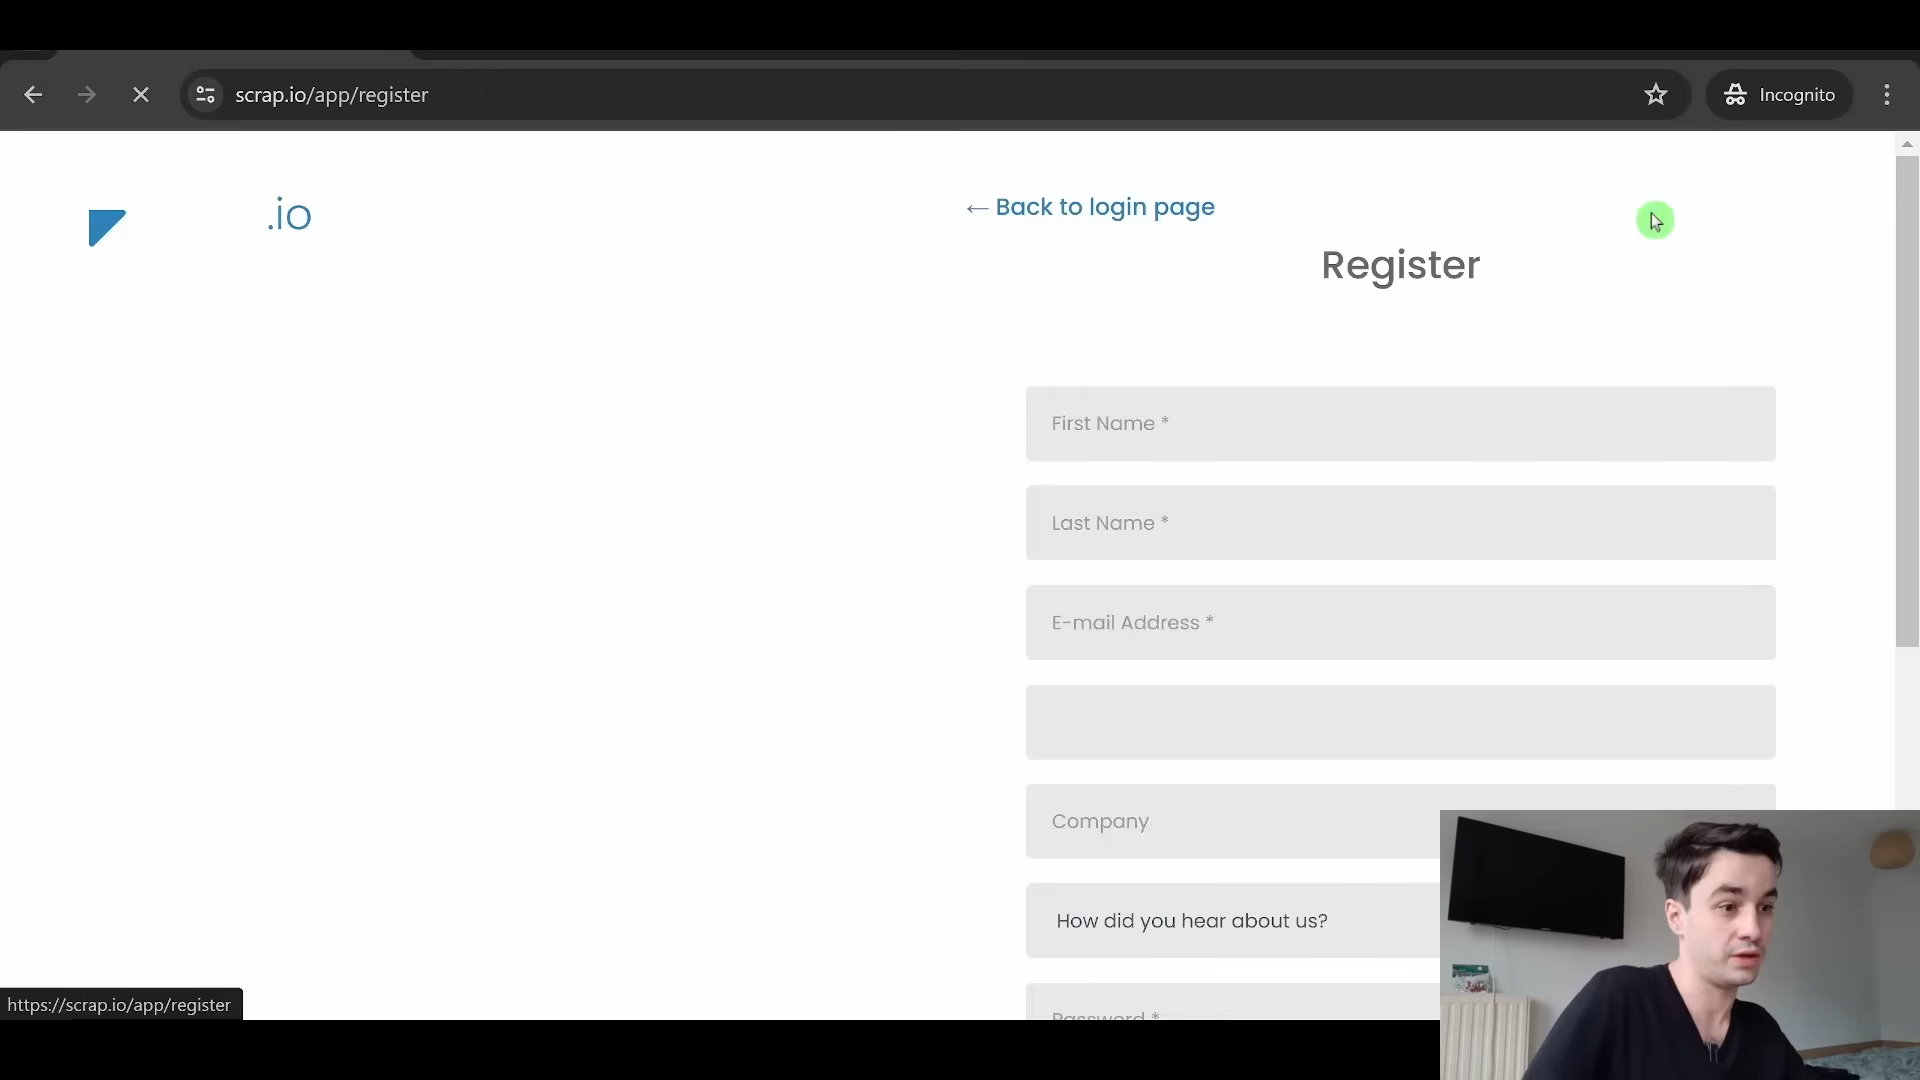 scrap.io/app/register
Incognito
.io
← Back to login page
Register
First Name *
Last Name *
E-mail Address *
Company
How did you hear about us?
Password *
https://scrap.io/app/register